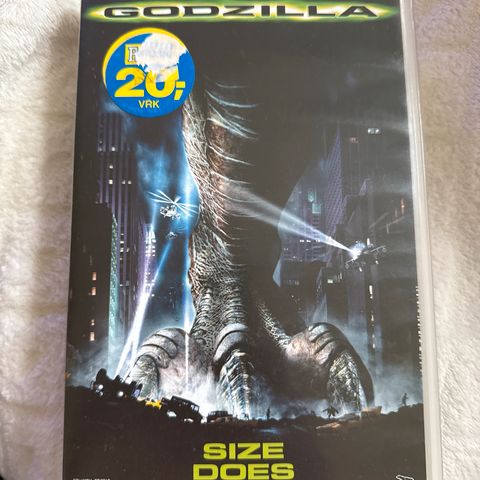 GODZILLA
20,-
VRK
SIZE
DOES